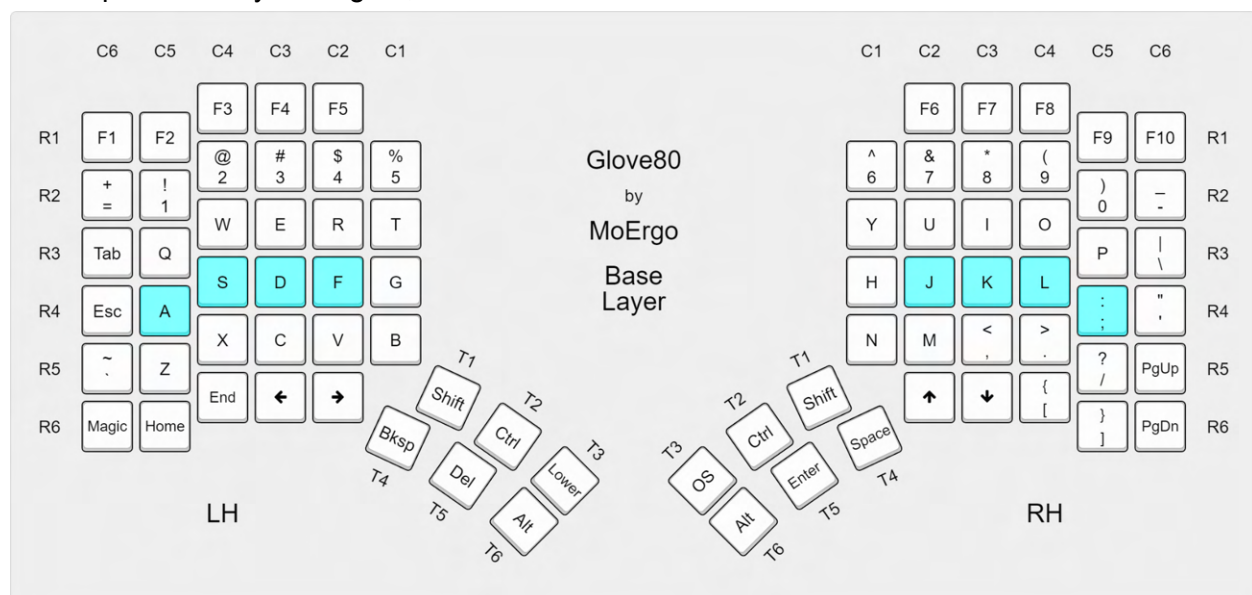 C6 C5 C4 C3 C2 C1 C1 C2 C3 C4 C5 C6
F3 F4 F5 F6 F7 F8
R1 F1 F2 F9 F10 R1
@ # $ % ^ & * (
2 3 4 5 6 7 8 9
R2 + ! ) _ R2
= 1 0 -
W E R T Y U I O
R3 Tab Q P | R3
\
S D F G H J K L
R4 Esc A : " R4
; '
X C V B N M < >
, .
R5 ~ Z ? PgUp R5
` /
End ← → ↑ ↓ {
[
R6 Magic Home } PgDn R6
]
Glove80
by
MoErgo
Base
Layer
T1 T2 T3
Shift Ctrl Lower
Bksp Del Alt
T4 T5 T6
T3 T2 T1
OS Ctrl Shift
Alt Enter Space
T6 T5 T4
LH RH